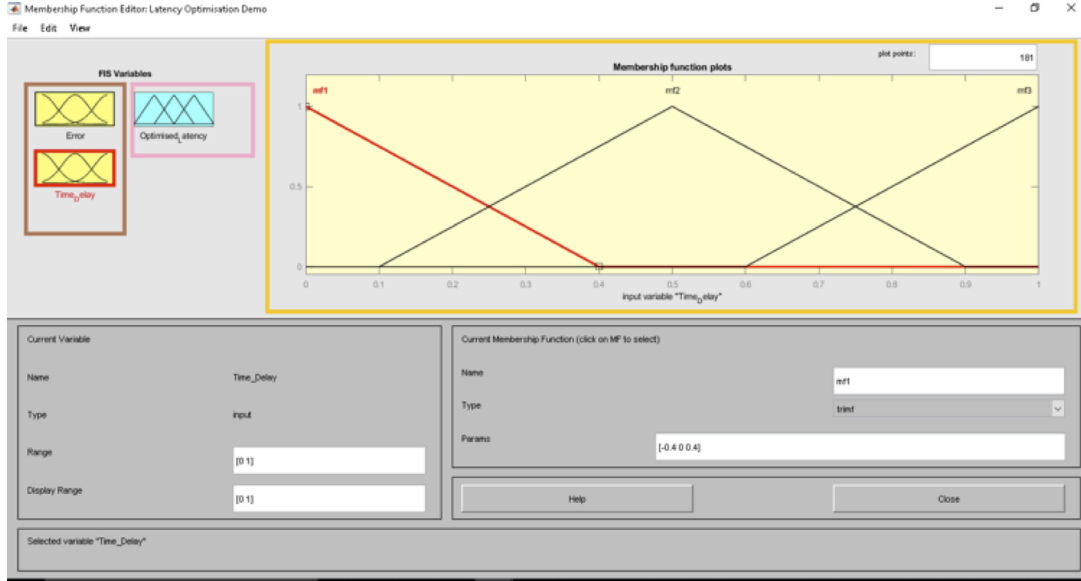 Membership Function Editor: Latency Optimisation Demo
File Edit View
FIS Variables
Error
Optimised_Latency
Time_Delay
plot points:
181
Membership function plots
mf1 mf2 mf3
1
0.5
0
0 0.1 0.2 0.3 0.4 0.5 0.6 0.7 0.8 0.9 1
input variable "Time_Delay"
Current Variable
Name Time_Delay
Type input
Range [0 1]
Display Range [0 1]
Current Membership Function (click on MF to select)
Name mf1
Type trimf
Params [-0.4 0 0.4]
Help Close
Selected variable "Time_Delay"